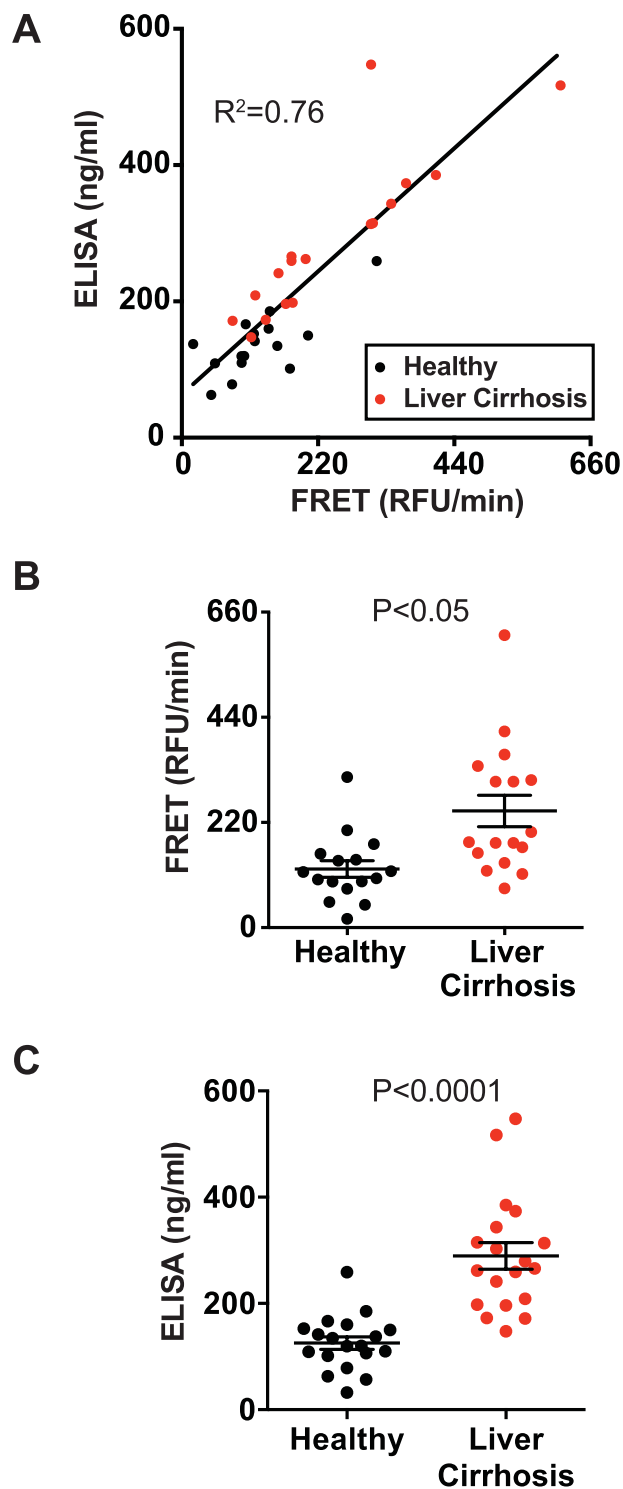 A
600
400
200
0
ELISA (ng/ml)
R²=0.76
Healthy
Liver Cirrhosis
0 220 440 660
FRET (RFU/min)
B
P<0.05
660
440
220
0
FRET (RFU/min)
Healthy
Liver
Cirrhosis
C
P<0.0001
600
400
200
0
ELISA (ng/ml)
Healthy
Liver
Cirrhosis